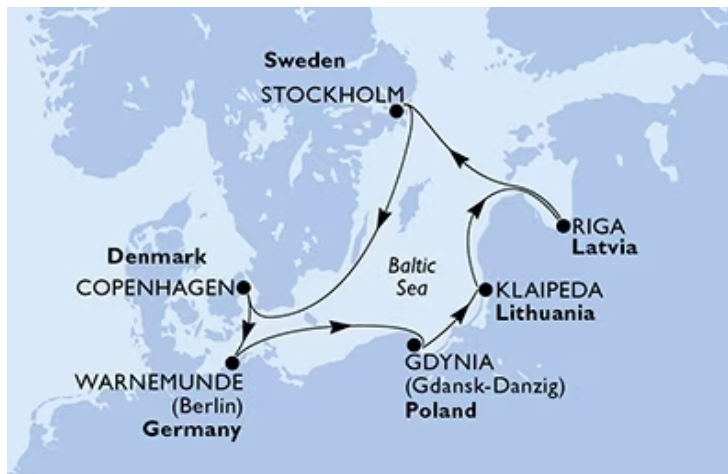 Sweden
STOCKHOLM
RIGA
Latvia
Denmark
COPENHAGEN
Baltic
Sea
KLAIPEDA
Lithuania
GDYNIA
(Gdansk-Danzig)
Poland
WARNEMUNDE
(Berlin)
Germany